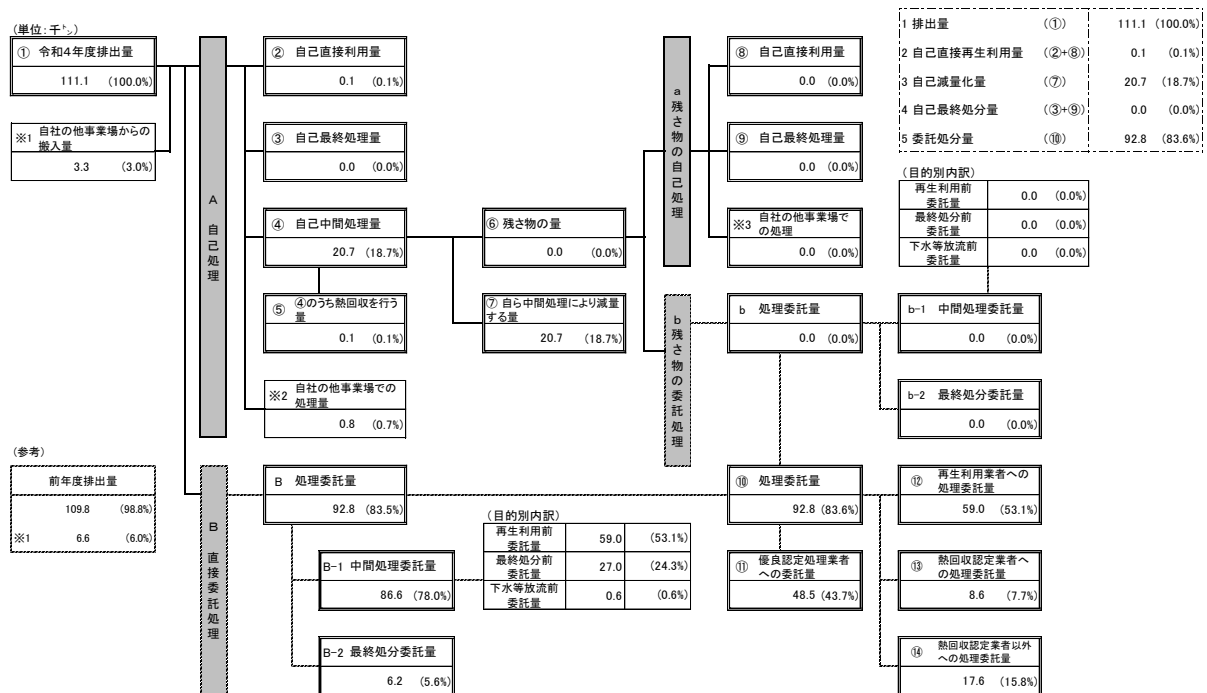 （単位：千㌧）
① 令和4年度排出量
111.1 (100.0%)
※1 自社の他事業場からの
搬入量
3.3 (3.0%)
（参考）
前年度排出量
109.8 (98.8%)
※1 6.6 (6.0%)
A 自己処理
B 直接委託処理
② 自己直接利用量
0.1 (0.1%)
③ 自己最終処理量
0.0 (0.0%)
④ 自己中間処理量
20.7 (18.7%)
⑤ ④のうち熱回収を行う
量
0.1 (0.1%)
※2 自社の他事業場での
処理量
0.8 (0.7%)
⑥ 残さ物の量
0.0 (0.0%)
⑦ 自ら中間処理により減量
する量
20.7 (18.7%)
a 残さ物の自己処理
b 残さ物の委託処理
⑧ 自己直接利用量
0.0 (0.0%)
⑨ 自己最終処理量
0.0 (0.0%)
※3 自社の他事業場で
の処理
0.0 (0.0%)
b 処理委託量
0.0 (0.0%)
1 排出量 (①) 111.1 (100.0%)
2 自己直接再生利用量 (②+⑧) 0.1 (0.1%)
3 自己減量化量 (⑦) 20.7 (18.7%)
4 自己最終処分量 (③+⑨) 0.0 (0.0%)
5 委託処分量 (⑩) 92.8 (83.6%)
（目的別内訳）
再生利用前
委託量 0.0 (0.0%)
最終処分前
委託量 0.0 (0.0%)
下水等放流前
委託量 0.0 (0.0%)
b-1 中間処理委託量
0.0 (0.0%)
b-2 最終処分委託量
0.0 (0.0%)
B 処理委託量
92.8 (83.5%)
B-1 中間処理委託量
86.6 (78.0%)
B-2 最終処分委託量
6.2 (5.6%)
（目的別内訳）
再生利用前
委託量 59.0 (53.1%)
最終処分前
委託量 27.0 (24.3%)
下水等放流前
委託量 0.6 (0.6%)
⑩ 処理委託量
92.8 (83.6%)
⑪ 優良認定処理業者
への委託量
48.5 (43.7%)
⑫ 再生利用業者への
処理委託量
59.0 (53.1%)
⑬ 熱回収認定業者へ
の処理委託量
8.6 (7.7%)
⑭ 熱回収認定業者以外
への処理委託量
17.6 (15.8%)